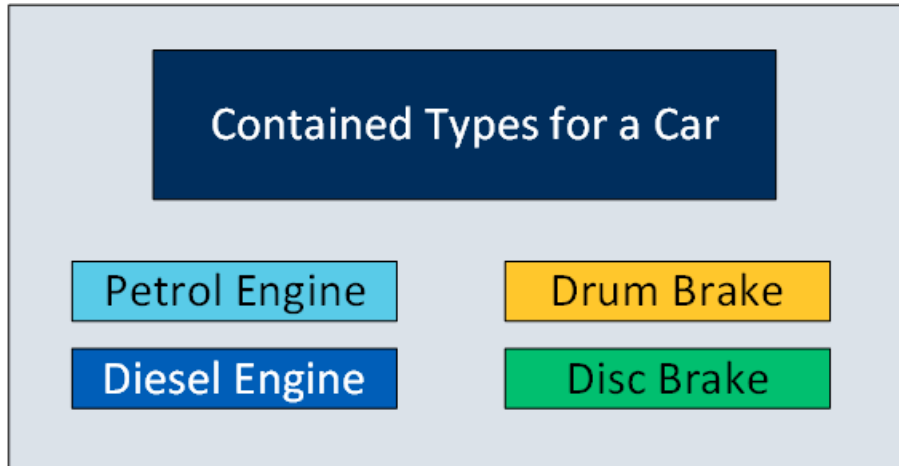 Contained Types for a Car
Petrol Engine
Drum Brake
Diesel Engine
Disc Brake